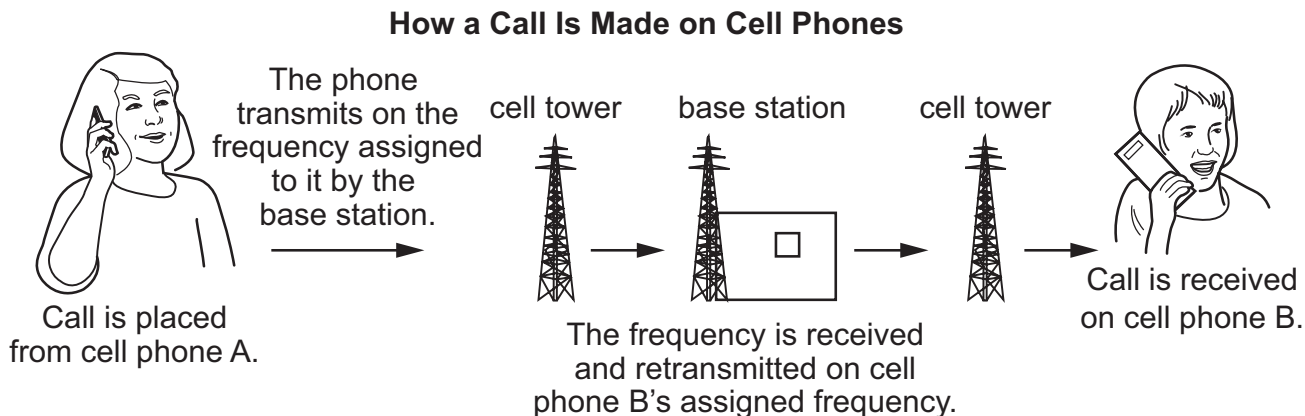 How a Call Is Made on Cell Phones
The phone
transmits on the
frequency assigned
to it by the
base station.
cell tower
base station
cell tower
Call is placed
from cell phone A.
The frequency is received
and retransmitted on cell
phone B's assigned frequency.
Call is received
on cell phone B.